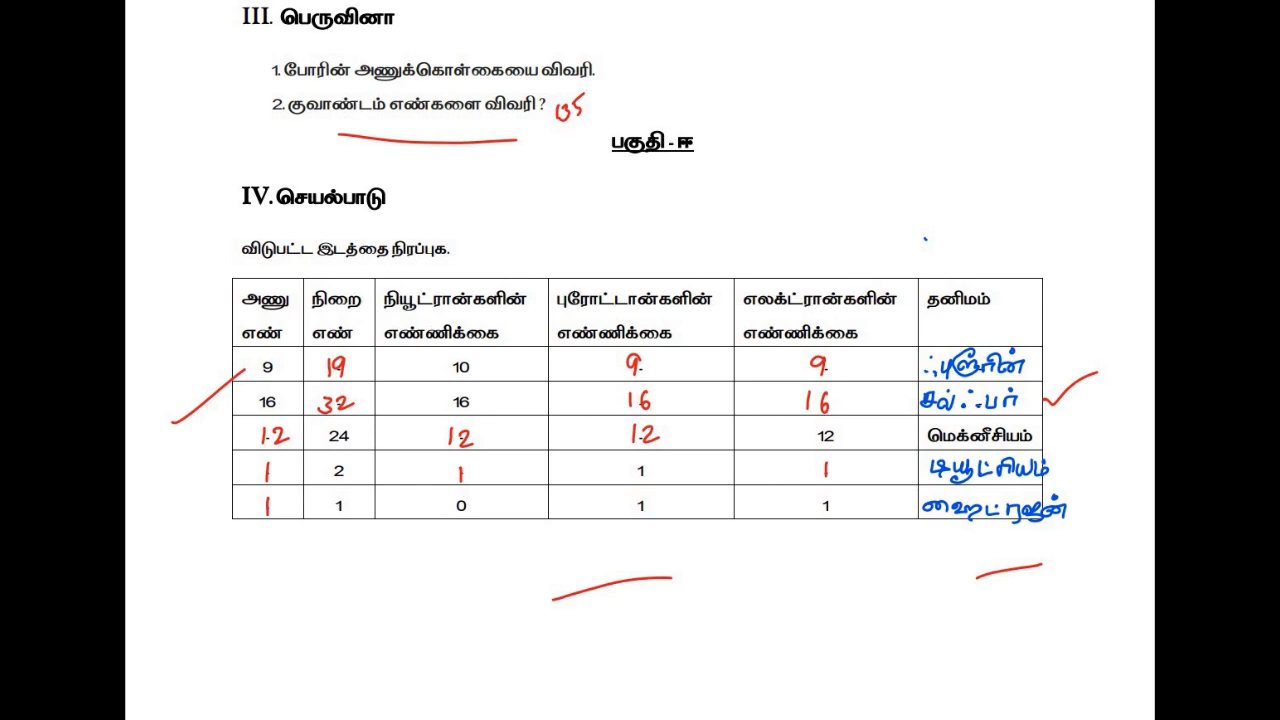 III. பெருவினா
1. போரின் அணுக்கொள்கையை விவரி.
2. குவாண்டம் எண்களை விவரி ? 135
பகுதி - ஈ
IV. செயல்பாடு
விடுபட்ட இடத்தை நிரப்புக.
அணு எண் நிறை எண் நியூட்ரான்களின் எண்ணிக்கை புரோட்டான்களின் எண்ணிக்கை எலக்ட்ரான்களின் எண்ணிக்கை தனிமம்
9 19 10 9 9 ஃபுளூரின்
16 32 16 16 16 சல்ஃபர்
12 24 12 12 12 மெக்னீசியம்
1 2 1 1 1 டியூட்ரியம்
1 1 0 1 1 ஹைட்ரஜன்